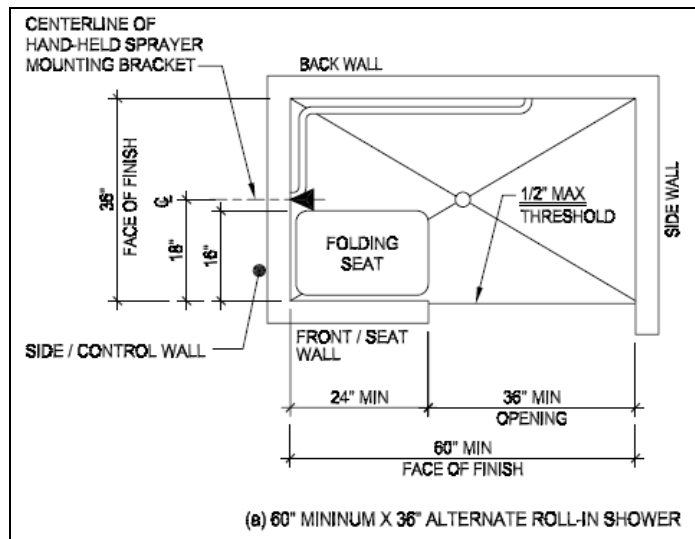 CENTERLINE OF
HAND-HELD SPRAYER
MOUNTING BRACKET
BACK WALL
36"
FACE OF FINISH
℄
18"
16"
1/2" MAX
THRESHOLD
SIDE WALL
FOLDING
SEAT
SIDE / CONTROL WALL
FRONT / SEAT
WALL
24" MIN
36" MIN
OPENING
60" MIN
FACE OF FINISH
(a) 60" MININUM X 36" ALTERNATE ROLL-IN SHOWER